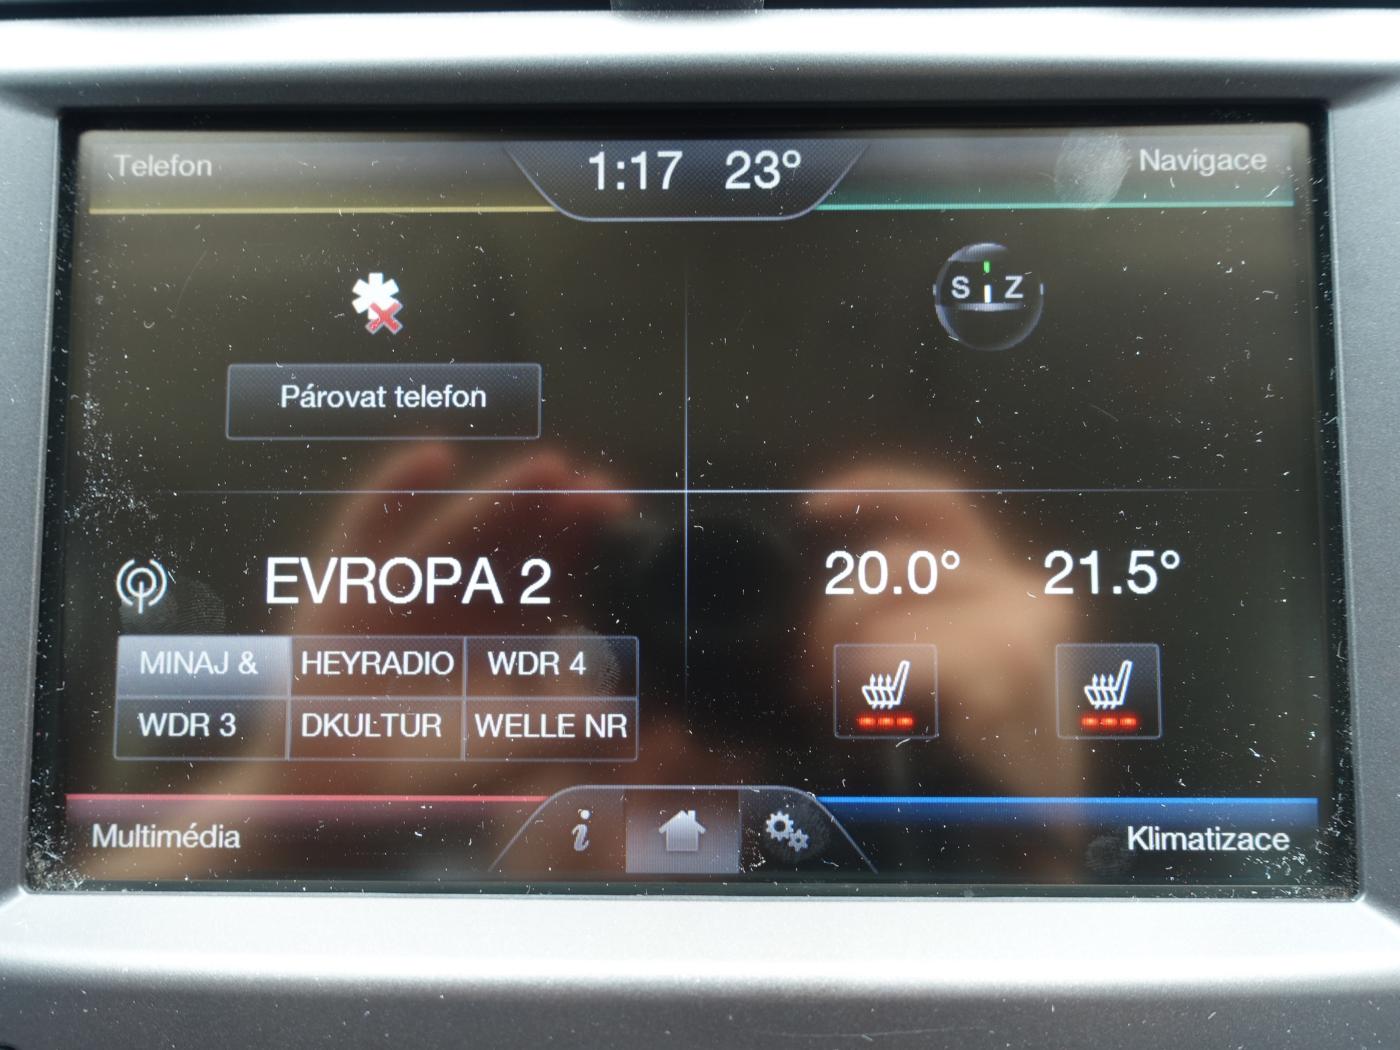 Telefon
1:17 23°
Navigace
S Z
Párovat telefon
EVROPA 2
20.0° 21.5°
MINAJ & HEYRADIO WDR 4
WDR 3 DKULTUR WELLE NR
Multimédia
i
Klimatizace